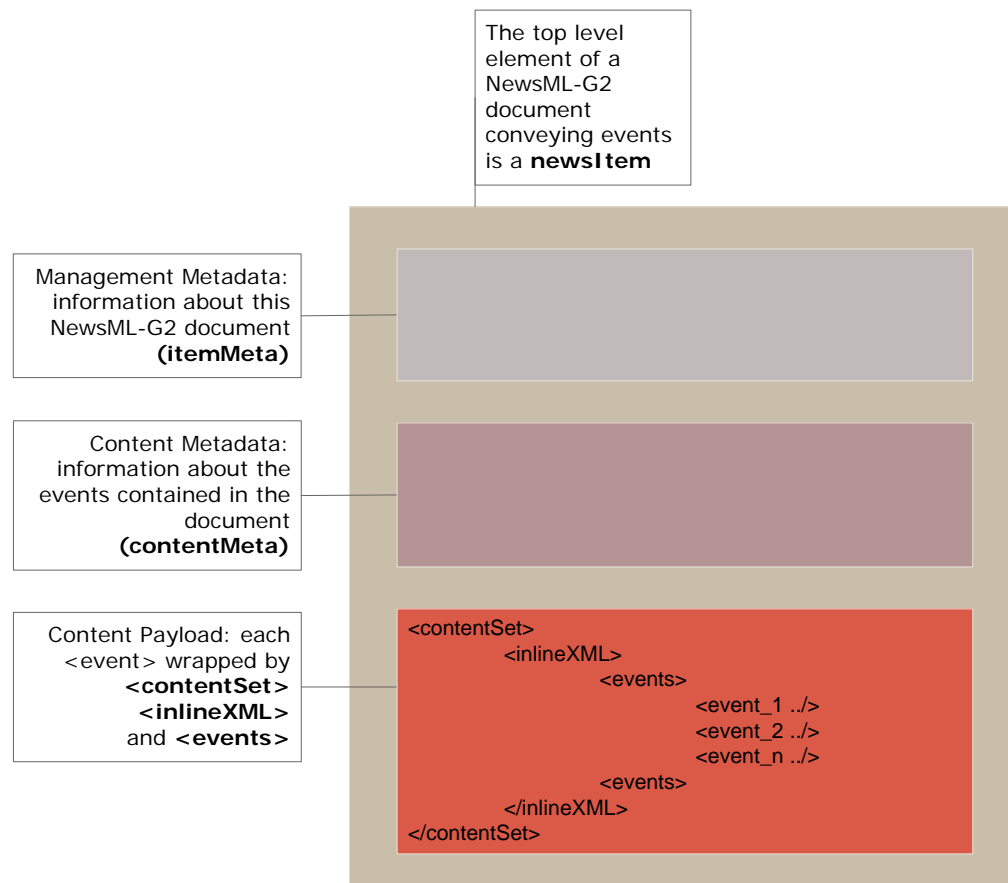 The top level
element of a
NewsML-G2
document
conveying events
is a newsItem
Management Metadata:
information about this
NewsML-G2 document
(itemMeta)
Content Metadata:
information about the
events contained in the
document
(contentMeta)
Content Payload: each
<event> wrapped by
<contentSet>
<inlineXML>
and <events>
<contentSet>
<inlineXML>
<events>
<event_1 ../>
<event_2 ../>
<event_n ../>
<events>
</inlineXML>
</contentSet>